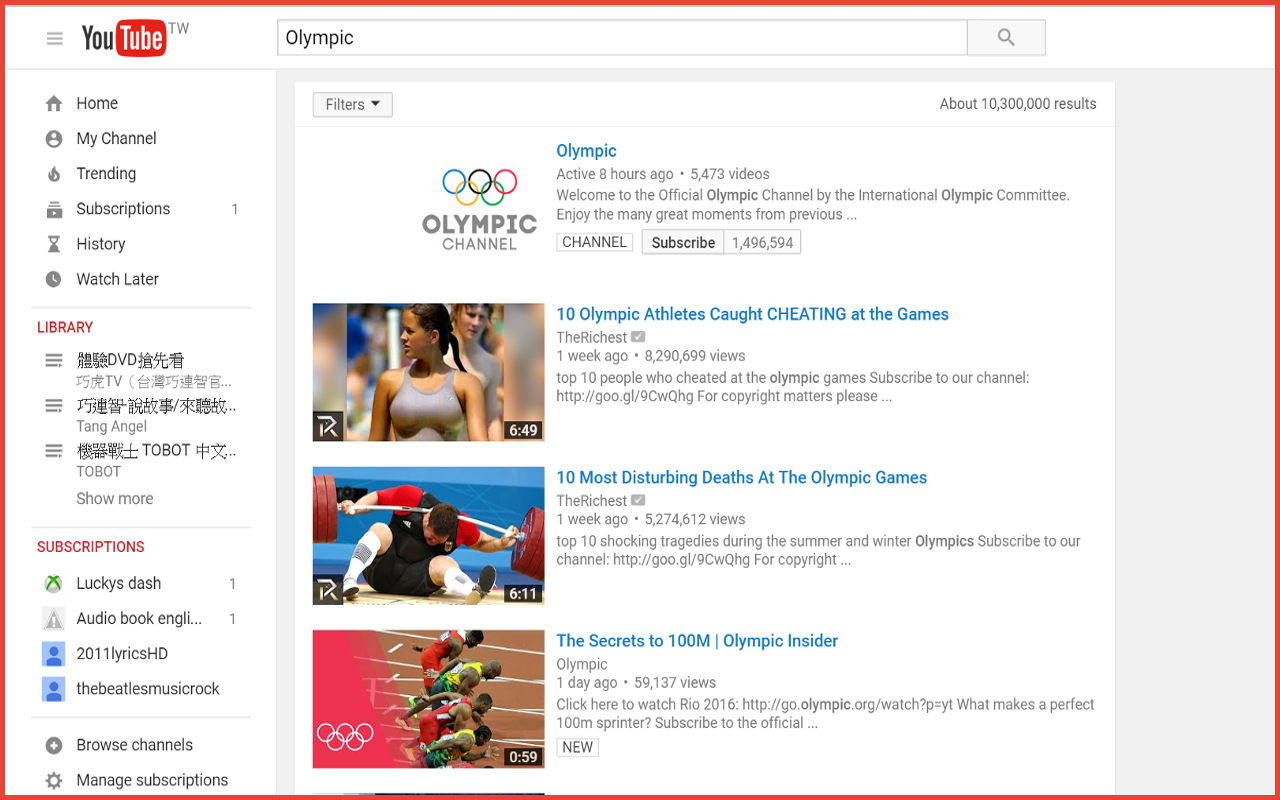 YouTube TW
Olympic
Home
My Channel
Trending
Subscriptions 1
History
Watch Later
LIBRARY
體驗DVD搶先看
巧虎TV（台灣巧連智官...
巧連智-說故事/來聽故...
Tang Angel
機器戰士 TOBOT 中文...
TOBOT
Show more
SUBSCRIPTIONS
Luckys dash 1
Audio book engli... 1
2011lyricsHD
thebeatlesmusicrock
Browse channels
Manage subscriptions
Filters
About 10,300,000 results
OLYMPIC
CHANNEL
Olympic
Active 8 hours ago • 5,473 videos
Welcome to the Official Olympic Channel by the International Olympic Committee.
Enjoy the many great moments from previous ...
CHANNEL Subscribe 1,496,594
6:49
10 Olympic Athletes Caught CHEATING at the Games
TheRichest
1 week ago • 8,290,699 views
top 10 people who cheated at the olympic games Subscribe to our channel:
http://goo.gl/9CwQhg For copyright matters please ...
6:11
10 Most Disturbing Deaths At The Olympic Games
TheRichest
1 week ago • 5,274,612 views
top 10 shocking tragedies during the summer and winter Olympics Subscribe to our
channel: http://goo.gl/9CwQhg For copyright ...
0:59
The Secrets to 100M | Olympic Insider
Olympic
1 day ago • 59,137 views
Click here to watch Rio 2016: http://go.olympic.org/watch?p=yt What makes a perfect
100m sprinter? Subscribe to the official ...
NEW